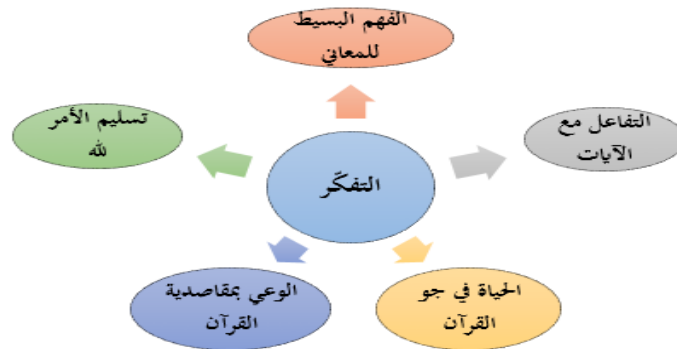 الفهم البسيط
للمعاني
التفاعل مع
الآيات
تسليم الأمر
لله
التفكّر
الحياة في جو
القرآن
الوعي بمقاصدية
القرآن